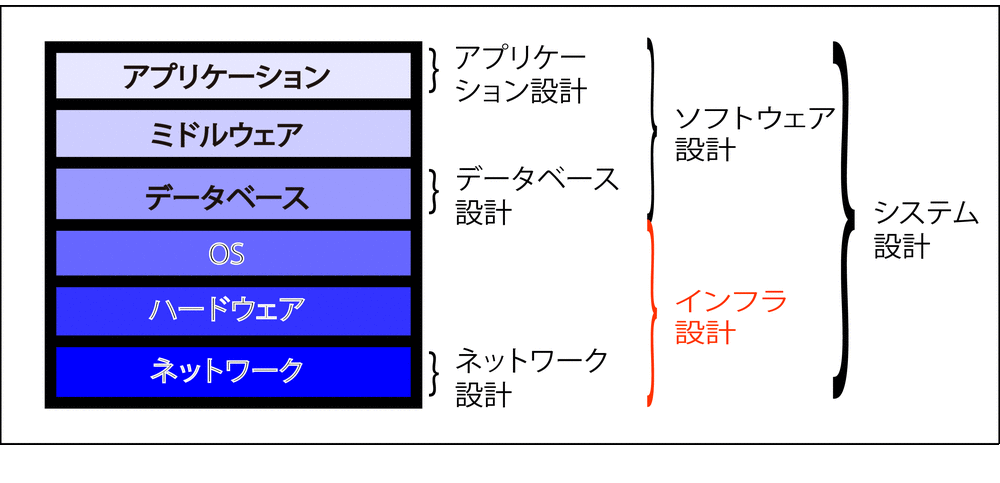 アプリケーション
ミドルウェア
データベース
OS
ハードウェア
ネットワーク
アプリケー
ション設計
データベース
設計
ネットワーク
設計
ソフトウェア
設計
インフラ
設計
システム
設計